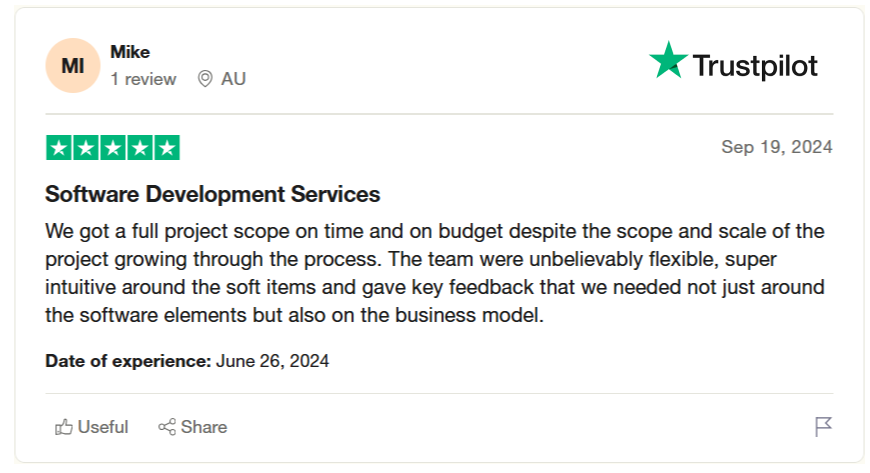 MI
Mike
1 review AU
Trustpilot
Sep 19, 2024
Software Development Services
We got a full project scope on time and on budget despite the scope and scale of the
project growing through the process. The team were unbelievably flexible, super
intuitive around the soft items and gave key feedback that we needed not just around
the software elements but also on the business model.
Date of experience: June 26, 2024
Useful Share